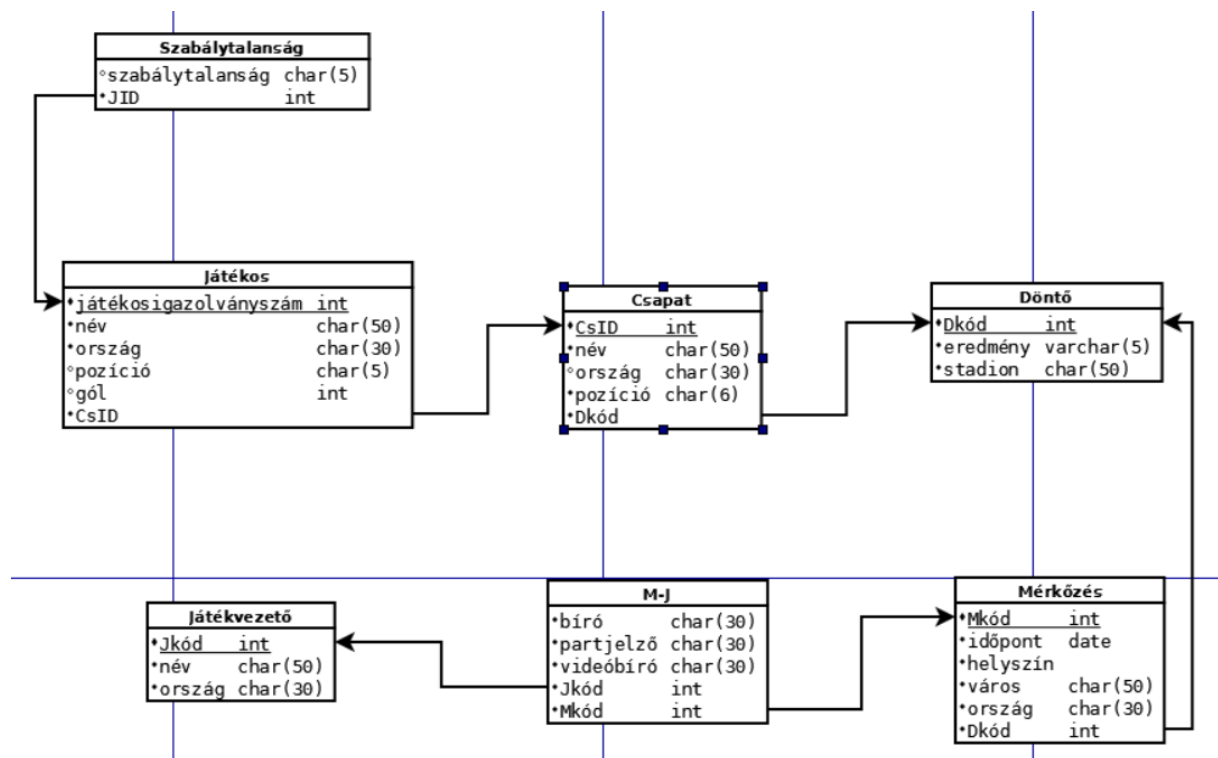 Szabálytalanság
szabálytalanság char(5)
JID int
Játékos
játékosigazolványszám int
név char(50)
ország char(30)
pozíció char(5)
gól int
CsID
Csapat
CsID int
név char(50)
ország char(30)
pozíció char(6)
Dkód
Döntő
Dkód int
eredmény varchar(5)
stadion char(50)
Játékvezető
Jkód int
név char(50)
ország char(30)
M-J
bíró char(30)
partjelző char(30)
videóbíró char(30)
Jkód int
Mkód int
Mérkőzés
Mkód int
időpont date
helyszín
város char(50)
ország char(30)
Dkód int